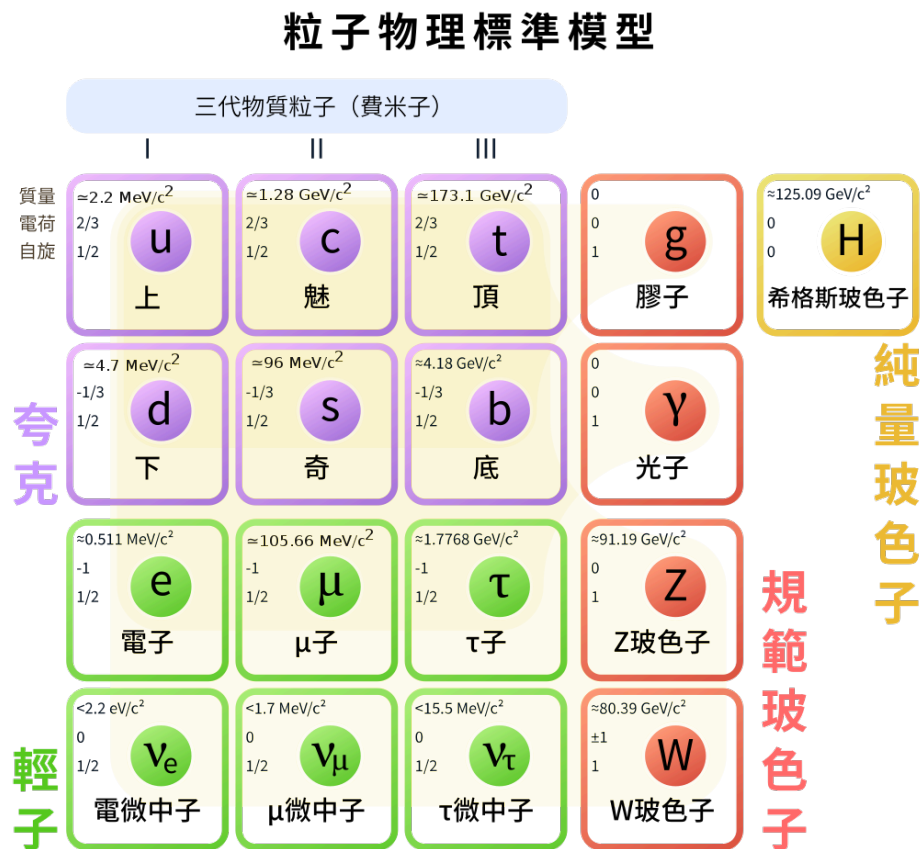 粒子物理標準模型
三代物質粒子（費米子）
I II III
質量
電荷
自旋
≃2.2 MeV/c²
2/3
1/2
u
上
≃1.28 GeV/c²
2/3
1/2
c
魅
≃173.1 GeV/c²
2/3
1/2
t
頂
0
0
1
g
膠子
≈125.09 GeV/c²
0
0
H
希格斯玻色子
≃4.7 MeV/c²
-1/3
1/2
d
下
≃96 MeV/c²
-1/3
1/2
s
奇
≈4.18 GeV/c²
-1/3
1/2
b
底
0
0
1
γ
光子
≈0.511 MeV/c²
-1
1/2
e
電子
≃105.66 MeV/c²
-1
1/2
μ
μ子
≈1.7768 GeV/c²
-1
1/2
τ
τ子
≈91.19 GeV/c²
0
1
Z
Z玻色子
<2.2 eV/c²
0
1/2
νe
電微中子
<1.7 MeV/c²
0
1/2
νμ
μ微中子
<15.5 MeV/c²
0
1/2
ντ
τ微中子
≈80.39 GeV/c²
±1
1
W
W玻色子
夸克
輕子
規範玻色子
純量玻色子